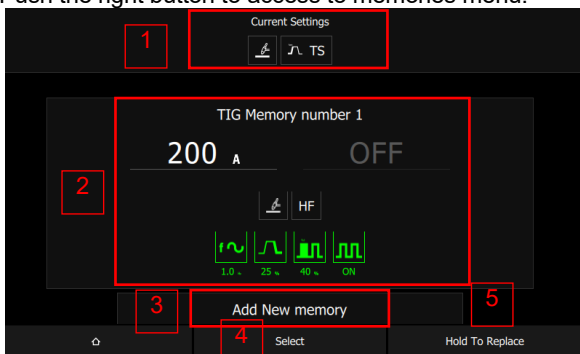 Push the right button to access to memories menu.
Current Settings
1
TS
TIG Memory number 1
200 A OFF
2
HF
1.0 s 25 % 40 % ON
3
Add New memory
5
4
Select
Hold To Replace